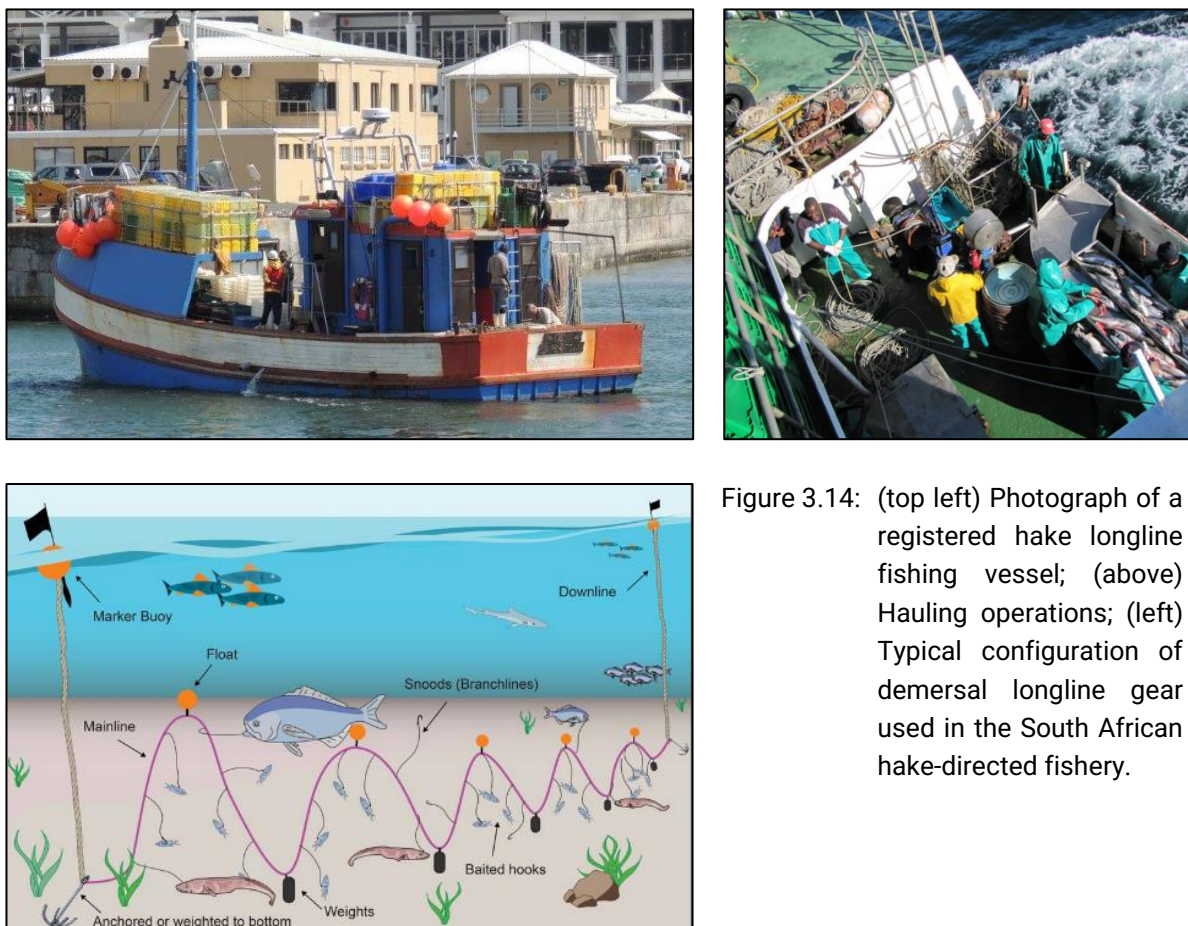 Marker Buoy
Downline
Float
Snoods (Branchlines)
Mainline
Baited hooks
Weights
Anchored or weighted to bottom
Figure 3.14: (top left) Photograph of a
registered hake longline
fishing vessel; (above)
Hauling operations; (left)
Typical configuration of
demersal longline gear
used in the South African
hake-directed fishery.